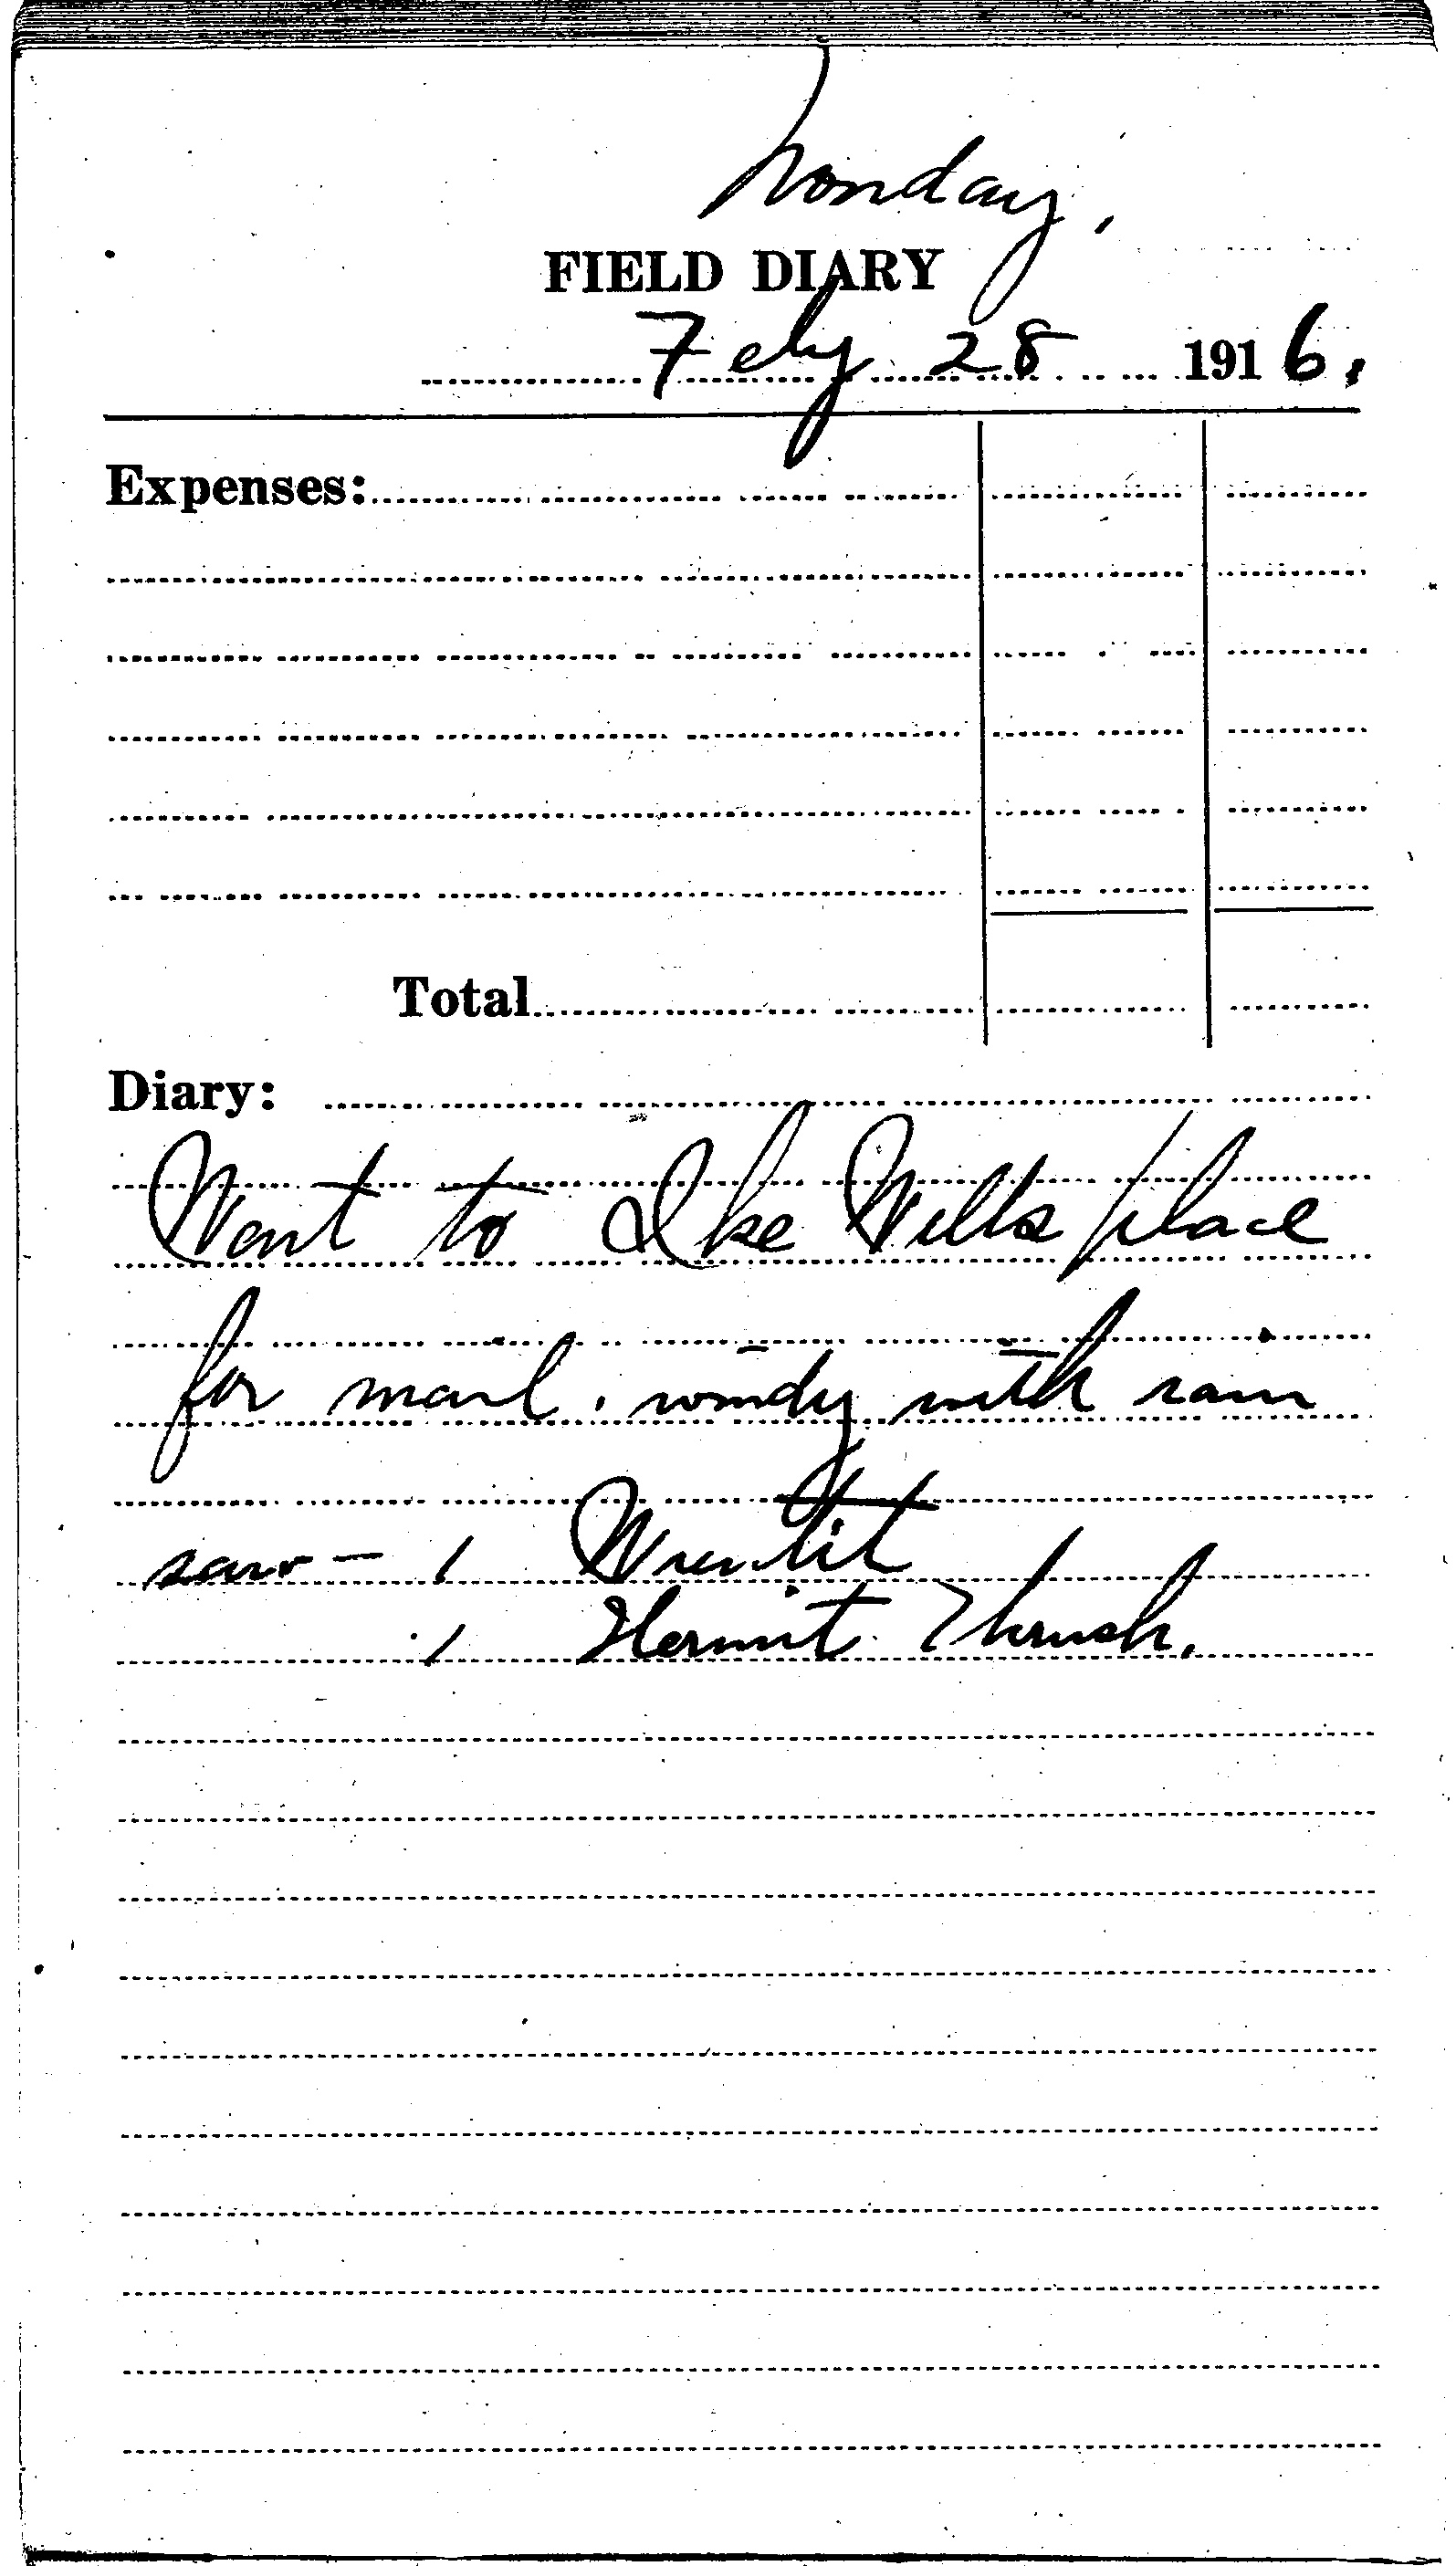 Monday,
FIELD DIARY
Feby 28 1916.
Expenses:
Total
Diary:
Went to Ike Wills place
for mail. windy with rain
saw - 1 Wrentit
1 Hermit Thrush.